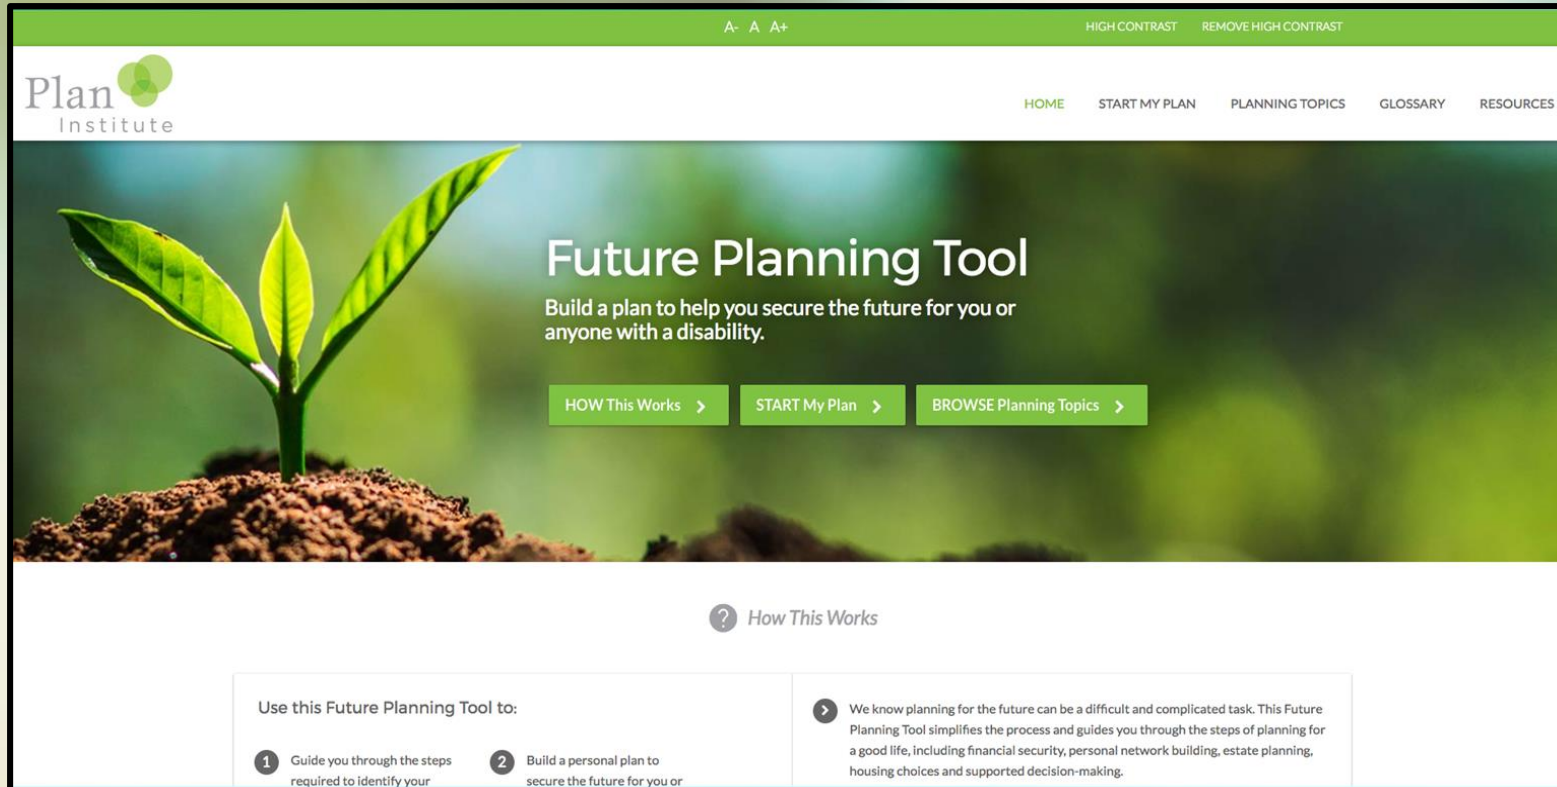 A- A A+
HIGH CONTRAST REMOVE HIGH CONTRAST
Plan
Institute
HOME START MY PLAN PLANNING TOPICS GLOSSARY RESOURCES
Future Planning Tool
Build a plan to help you secure the future for you or
anyone with a disability.
HOW This Works
START My Plan
BROWSE Planning Topics
? How This Works
Use this Future Planning Tool to:
1 Guide you through the steps
required to identify your
2 Build a personal plan to
secure the future for you or
We know planning for the future can be a difficult and complicated task. This Future
Planning Tool simplifies the process and guides you through the steps of planning for
a good life, including financial security, personal network building, estate planning,
housing choices and supported decision-making.